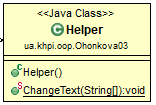 <<Java Class>>
Helper
ua.khpi.oop.Ohonkova03
Helper()
ChangeText(String[]):void